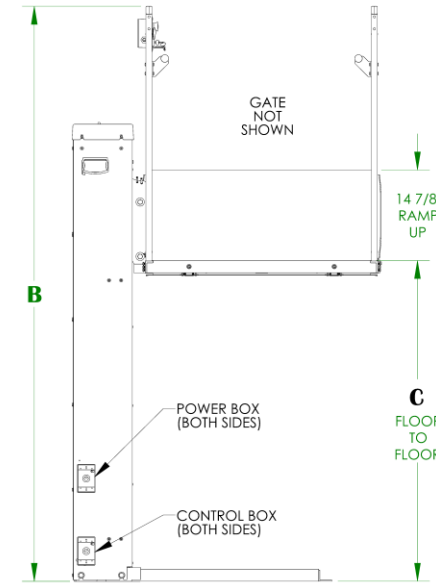 GATE
NOT
SHOWN
14 7/8
RAMP
UP
B
C
FLOOR
TO
FLOOR
POWER BOX
(BOTH SIDES)
CONTROL BOX
(BOTH SIDES)